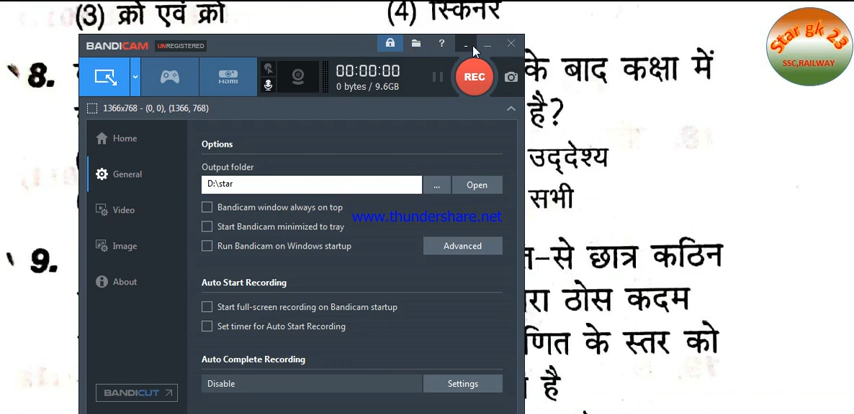 (3) क्रो एवं क्रो
(4) स्किनर
8.
के बाद कक्षा में
है?
उद्देश्य
सभी
9.
से छात्र कठिन
रा ठोस कदम
णित के स्तर को
है
Star gk 23
SSC,RAILWAY
BANDICAM UNREGISTERED
?
HDMI
00:00:00
0 bytes / 9.6GB
REC
1366x768 - (0, 0), (1366, 768)
Home
General
Video
Image
About
BANDICUT
Options
Output folder
D:\star
...
Open
Bandicam window always on top
www.thundershare.net
Start Bandicam minimized to tray
Run Bandicam on Windows startup
Advanced
Auto Start Recording
Start full-screen recording on Bandicam startup
Set timer for Auto Start Recording
Auto Complete Recording
Disable
Settings